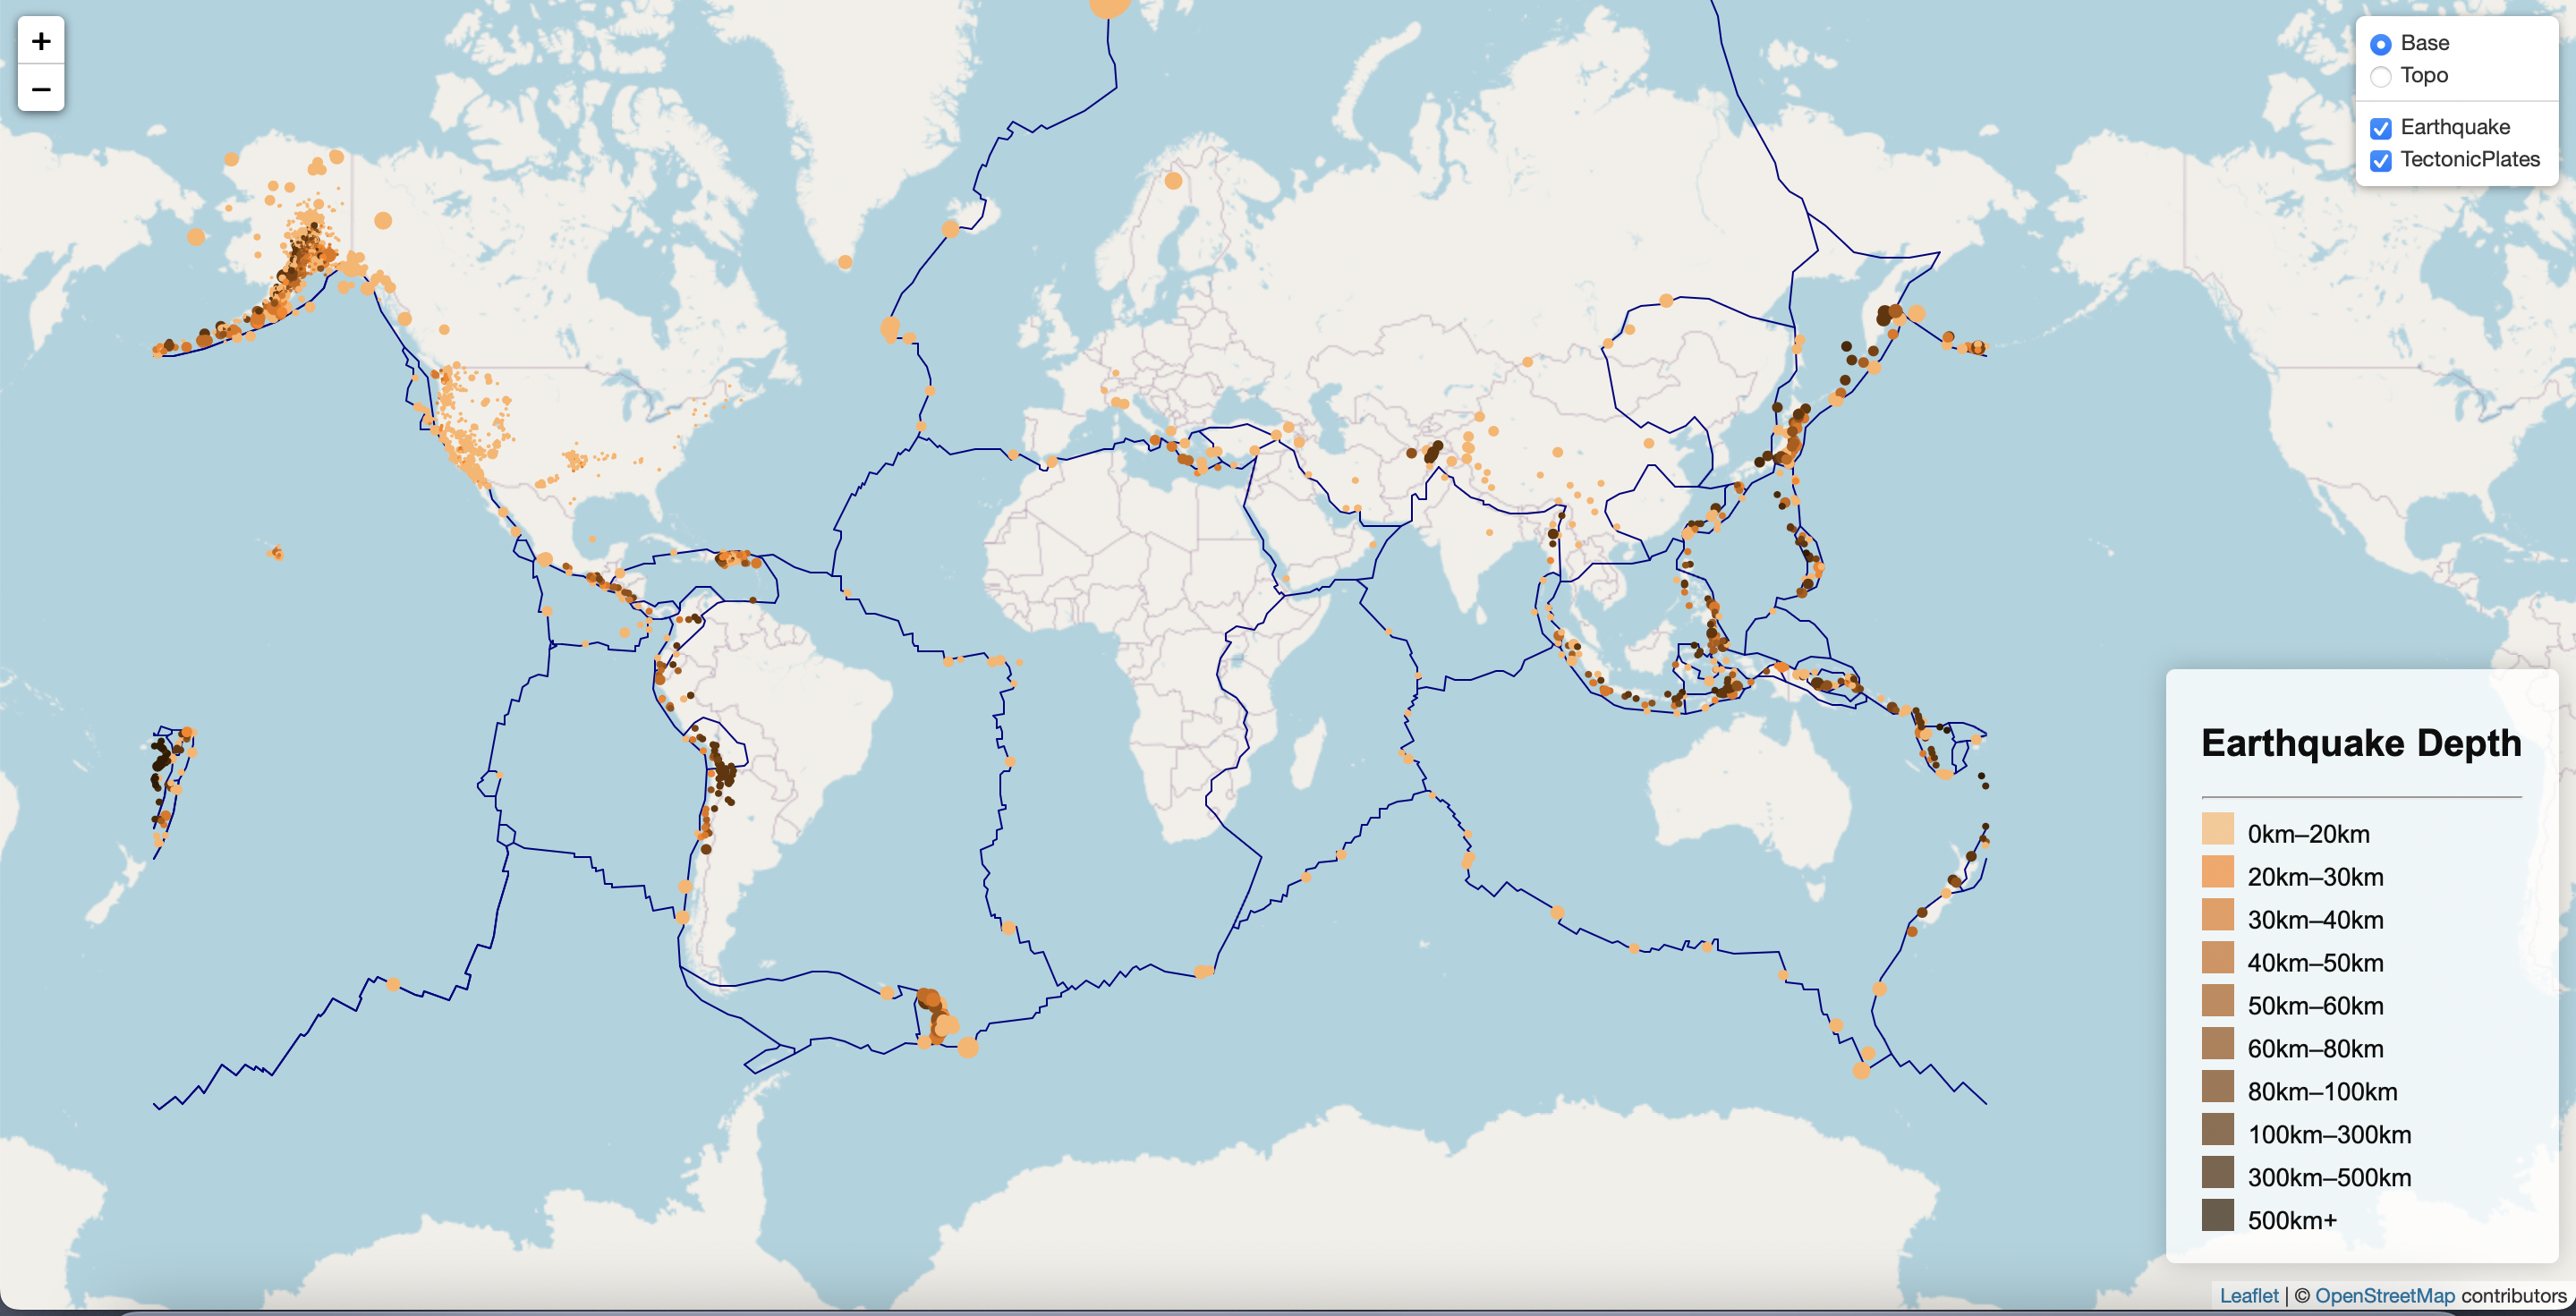 +
−
Base
Topo
Earthquake
TectonicPlates
Earthquake Depth
0km–20km
20km–30km
30km–40km
40km–50km
50km–60km
60km–80km
80km–100km
100km–300km
300km–500km
500km+
Leaflet | © OpenStreetMap contributors